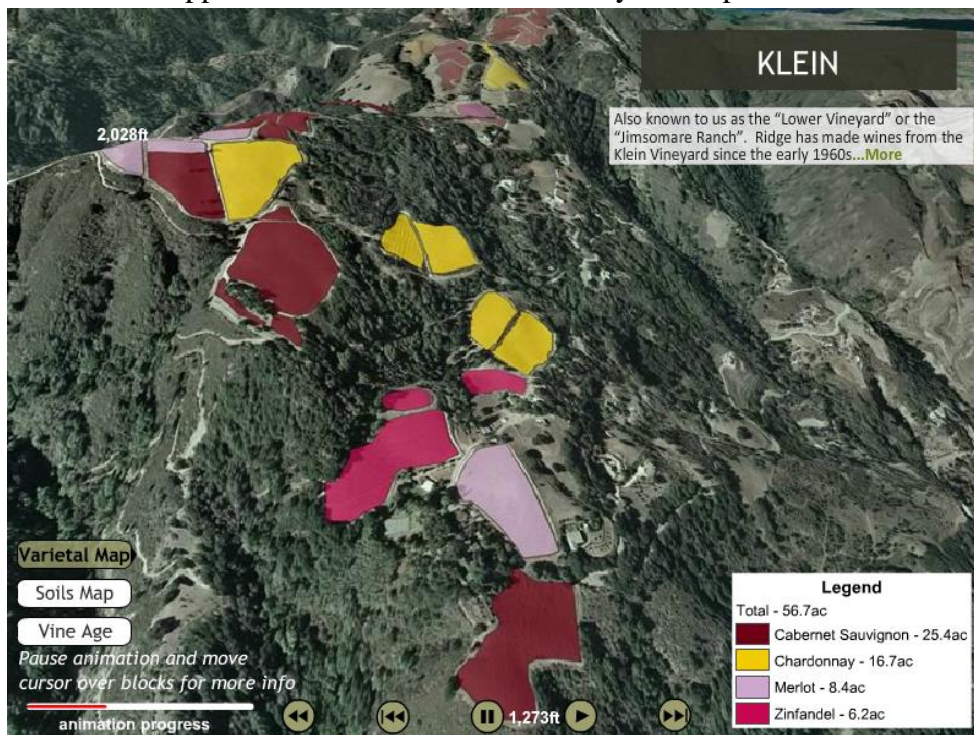 KLEIN
Also known to us as the "Lower Vineyard" or the
"Jimsomare Ranch". Ridge has made wines from the
Klein Vineyard since the early 1960s...More
2,028ft
Varietal Map
Soils Map
Vine Age
Pause animation and move
cursor over blocks for more info
animation progress
1,273ft
Legend
Total - 56.7ac
Cabernet Sauvignon - 25.4ac
Chardonnay - 16.7ac
Merlot - 8.4ac
Zinfandel - 6.2ac